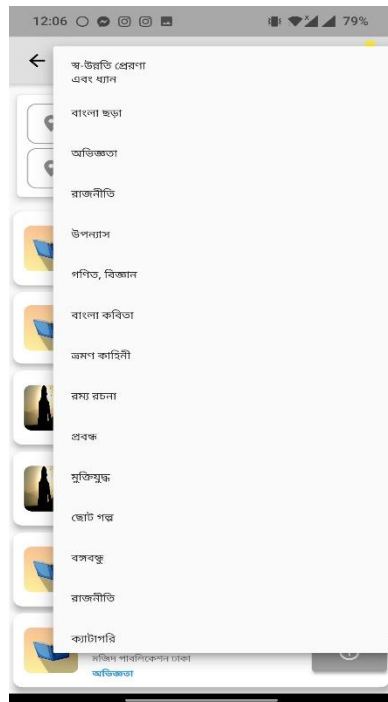 12:06
79%
স্ব-উন্নতি প্রেরণা
এবং ধ্যান
বাংলা ছড়া
অভিজ্ঞতা
রাজনীতি
উপন্যাস
গণিত, বিজ্ঞান
বাংলা কবিতা
ভ্রমণ কাহিনী
রম্য রচনা
প্রবন্ধ
মুক্তিযুদ্ধ
ছোট গল্প
বঙ্গবন্ধু
রাজনীতি
ক্যাটাগরি
মজিদ পাবলিকেশন ঢাকা
অভিজ্ঞতা